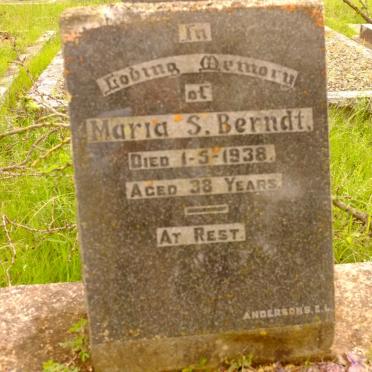 In
Loving Memory
of
Maria S. Berndt.
Died 1-5-1938.
Aged 38 Years.
At Rest.
Andersons. E.L.